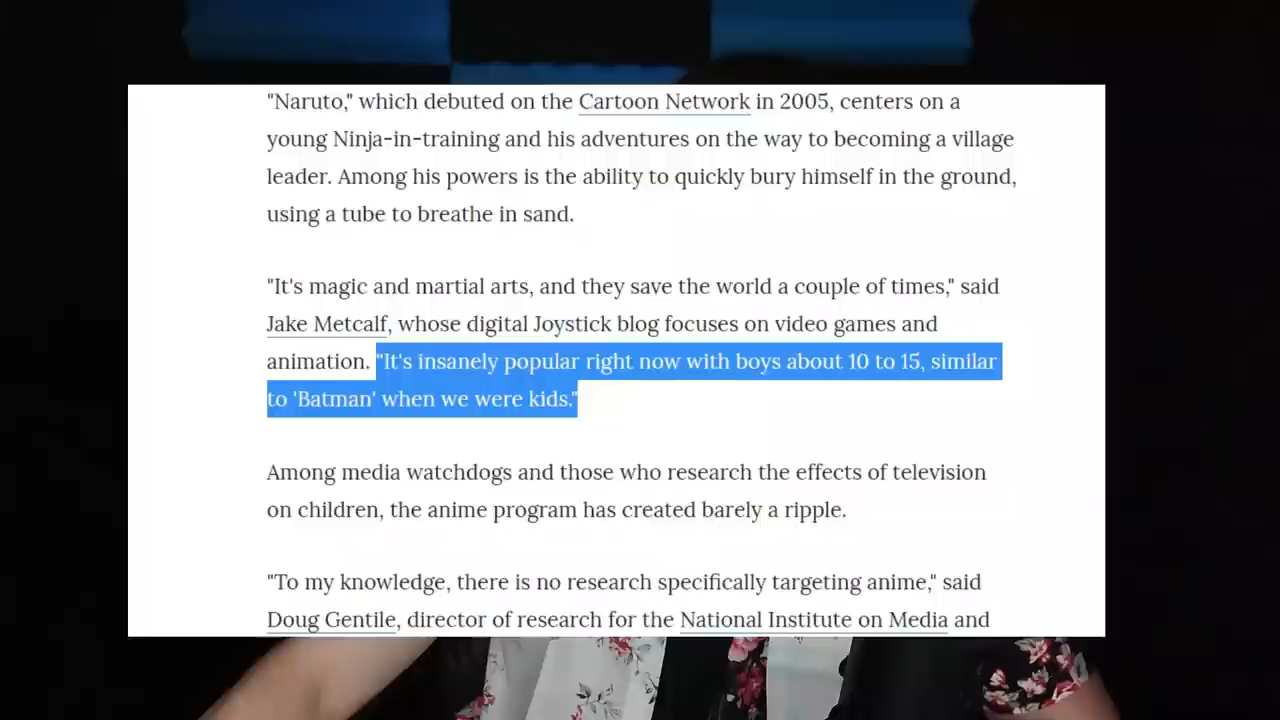 "Naruto," which debuted on the Cartoon Network in 2005, centers on a
young Ninja-in-training and his adventures on the way to becoming a village
leader. Among his powers is the ability to quickly bury himself in the ground,
using a tube to breathe in sand.
"It's magic and martial arts, and they save the world a couple of times," said
Jake Metcalf, whose digital Joystick blog focuses on video games and
animation. "It's insanely popular right now with boys about 10 to 15, similar
to 'Batman' when we were kids."
Among media watchdogs and those who research the effects of television
on children, the anime program has created barely a ripple.
"To my knowledge, there is no research specifically targeting anime," said
Doug Gentile, director of research for the National Institute on Media and